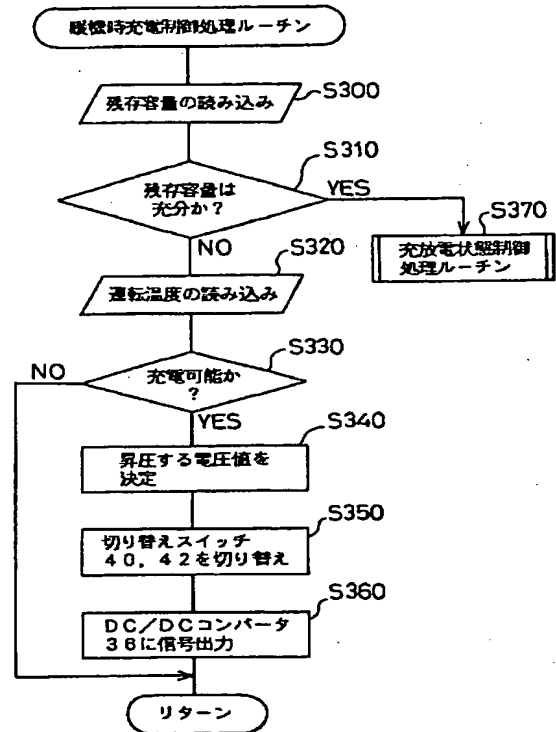 暖機時充電制御処理ルーチン
残存容量の読み込み
S300
S310
残存容量は
充分か？
YES
S370
充放電状態制御
処理ルーチン
NO
S320
運転温度の読み込み
S330
NO
充電可能か
？
YES
S340
昇圧する電圧値を
決定
S350
切り替えスイッチ
40，42を切り替え
S360
DC／DCコンバータ
36に信号出力
リターン